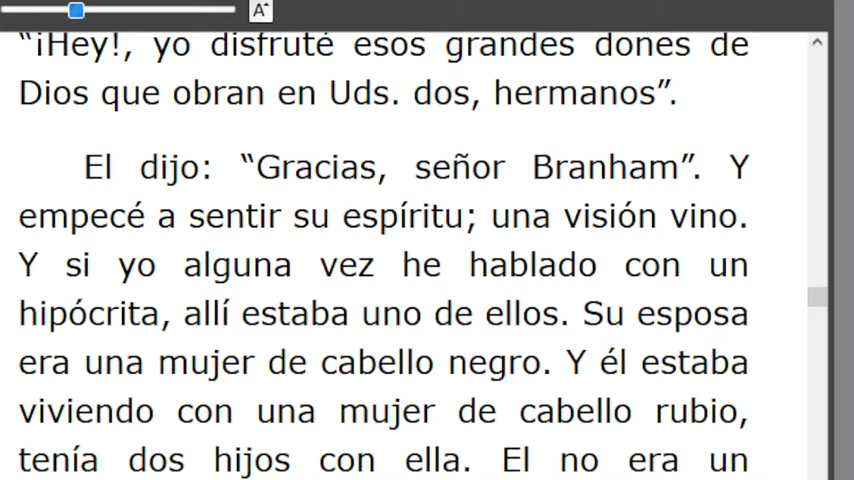 A
“¡Hey!, yo disfruté esos grandes dones de
Dios que obran en Uds. dos, hermanos”.
El dijo: “Gracias, señor Branham”. Y
empecé a sentir su espíritu; una visión vino.
Y si yo alguna vez he hablado con un
hipócrita, allí estaba uno de ellos. Su esposa
era una mujer de cabello negro. Y él estaba
viviendo con una mujer de cabello rubio,
tenía dos hijos con ella. El no era un